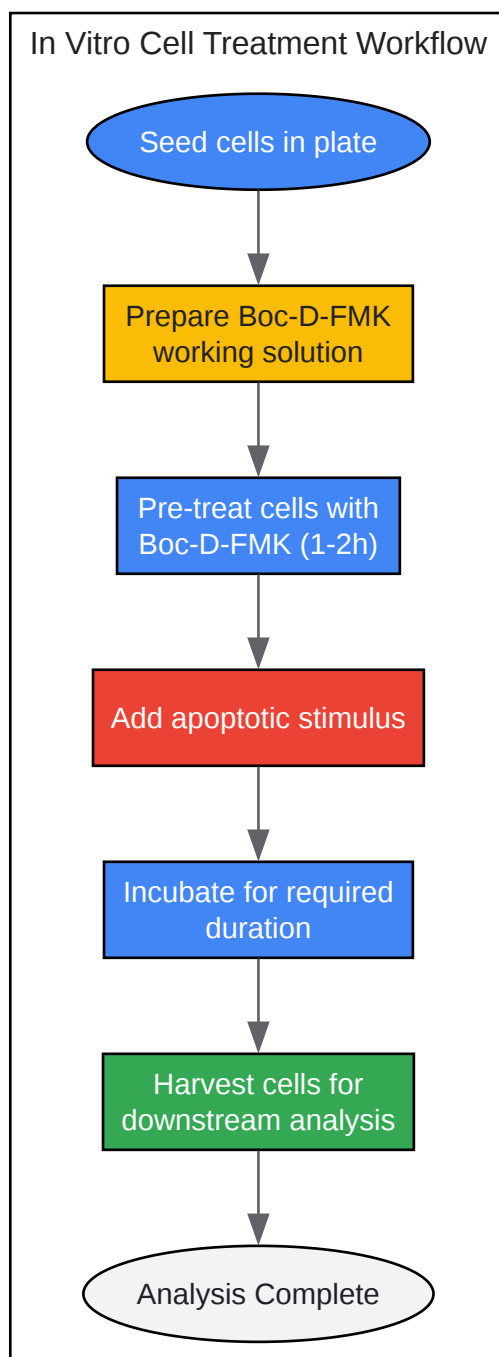 In Vitro Cell Treatment Workflow
Seed cells in plate
Prepare Boc-D-FMK
working solution
Pre-treat cells with
Boc-D-FMK (1-2h)
Add apoptotic stimulus
Incubate for required
duration
Harvest cells for
downstream analysis
Analysis Complete